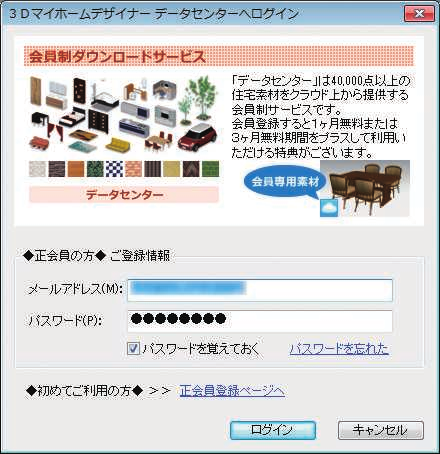 ３Ｄマイホームデザイナー データセンターへログイン
会員制ダウンロードサービス
「データセンター」は40,000点以上の
住宅素材をクラウド上から提供する
会員制サービスです。
会員登録すると1ヶ月無料または
3ヶ月無料期間をプラスして利用い
ただける特典がございます。
データセンター
会員専用素材
◆正会員の方◆ ご登録情報
メールアドレス(M):
パスワード(P): ●●●●●●●●●
パスワードを覚えておく パスワードを忘れた
◆初めてご利用の方◆ ＞＞ 正会員登録ページへ
ログイン キャンセル